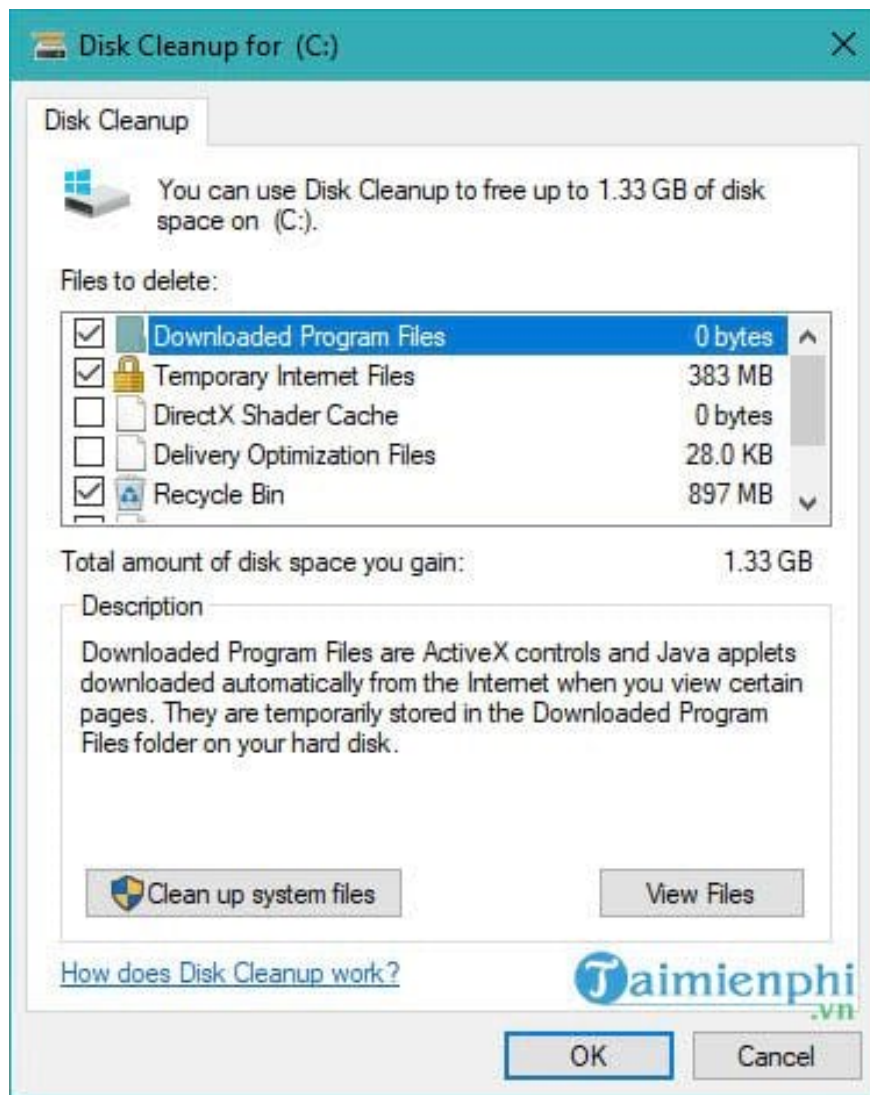 Disk Cleanup for (C:)
Disk Cleanup
You can use Disk Cleanup to free up to 1.33 GB of disk
space on (C:).
Files to delete:
Downloaded Program Files 0 bytes
Temporary Internet Files 383 MB
DirectX Shader Cache 0 bytes
Delivery Optimization Files 28.0 KB
Recycle Bin 897 MB
Total amount of disk space you gain: 1.33 GB
Description
Downloaded Program Files are ActiveX controls and Java applets
downloaded automatically from the Internet when you view certain
pages. They are temporarily stored in the Downloaded Program
Files folder on your hard disk.
Clean up system files View Files
How does Disk Cleanup work?
Taimienphi
.vn
OK Cancel